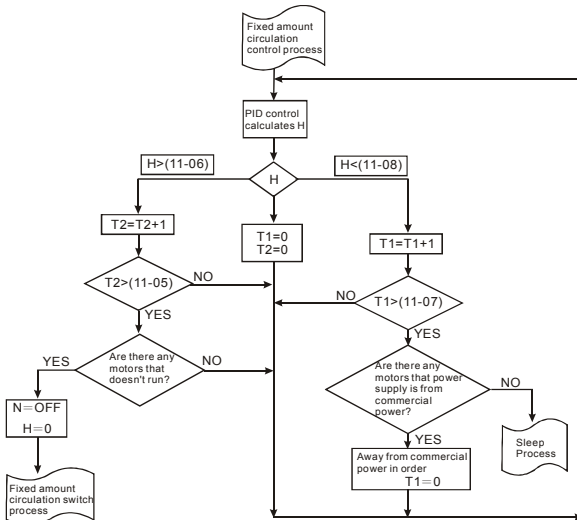 Fixed amount
circulation
control process
PID control
calculates H
H>(11-06)
H<(11-08)
H
T2=T2+1
T1=0
T2=0
T1=T1+1
T2>(11-05)
NO
NO
T1>(11-07)
YES
YES
Are there any
motors that
doesn't run?
YES
NO
Are there any
motors that power
supply is from
commercial
power?
NO
N=OFF
H=0
YES
Sleep
Process
Away from commercial
power in order
T1=0
Fixed amount
circulation switch
process